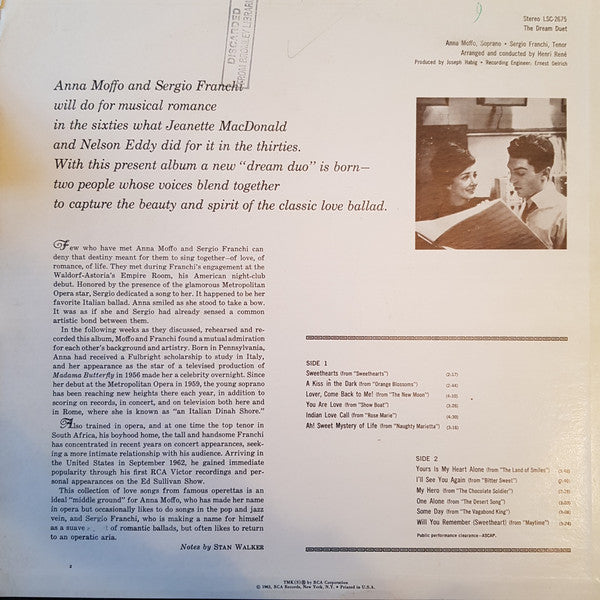 Stereo LSC-2675
The Dream Duet
DISCARDED
Anna Moffo, Soprano • Sergio Franchi, Tenor
Arranged and conducted by Henri René
Produced by Joseph Habig • Recording Engineer: Ernest Oelrich
Anna Moffo and Sergio Franchi
will do for musical romance
in the sixties what Jeanette MacDonald
and Nelson Eddy did for it in the thirties.
With this present album a new "dream duo" is born—
two people whose voices blend together
to capture the beauty and spirit of the classic love ballad.
Few who have met Anna Moffo and Sergio Franchi can
deny that destiny meant for them to sing together—of love, of
romance, of life. They met during Franchi's engagement at the
Waldorf-Astoria's Empire Room, his American night-club
debut. Honored by the presence of the glamorous Metropolitan
Opera star, Sergio dedicated a song to her. It happened to be her
favorite Italian ballad. Anna smiled as she stood to take a bow.
It was as if she and Sergio had already sensed a common
artistic bond between them.
In the following weeks as they discussed, rehearsed and re-
corded this album, Moffo and Franchi found a mutual admiration
for each other's background and artistry. Born in Pennsylvania,
Anna had received a Fulbright scholarship to study in Italy,
and her appearance as the star of a televised production of
Madama Butterfly in 1956 made her a celebrity overnight. Since
her debut at the Metropolitan Opera in 1959, the young soprano
has been reaching new heights there each year, in addition to
scoring on records, in concert, and on television both here and
in Rome, where she is known as "an Italian Dinah Shore."
Also trained in opera, and at one time the top tenor in
South Africa, his boyhood home, the tall and handsome Franchi
has concentrated in recent years on concert appearances, seek-
ing a more intimate relationship with his audience. Arriving in
the United States in September 1962, he gained immediate
popularity through his first RCA Victor recordings and per-
sonal appearances on the Ed Sullivan Show.
This collection of love songs from famous operettas is an
ideal "middle ground" for Anna Moffo, who has made her name
in opera but occasionally likes to do songs in the pop and jazz
vein, and Sergio Franchi, who is making a name for himself
as a suave of romantic ballads, but often likes to return
to an operatic aria.
Notes by STAN WALKER
SIDE 1
Sweethearts (from "Sweethearts") (2:17)
A Kiss in the Dark (from "Orange Blossoms") (2:44)
Lover, Come Back to Me! (from "The New Moon") (4:10)
You Are Love (from "Show Boat") (3:26)
Indian Love Call (from "Rose Marie") (4:30)
Ah! Sweet Mystery of Life (from "Naughty Marietta") (3:16)
SIDE 2
Yours is My Heart Alone (from "The Land of Smiles")
I'll See You Again (from "Bitter Sweet")
My Hero (from "The Chocolate Soldier")
One Alone (from "The Desert Song")
Some Day (from "The Vagabond King")
Will You Remember (Sweetheart) (from "Maytime")
Public performance clearance—ASCAP.
TMK(S) ® by RCA Corporation
© 1963, RCA Records, New York, N.Y. • Printed in U.S.A.